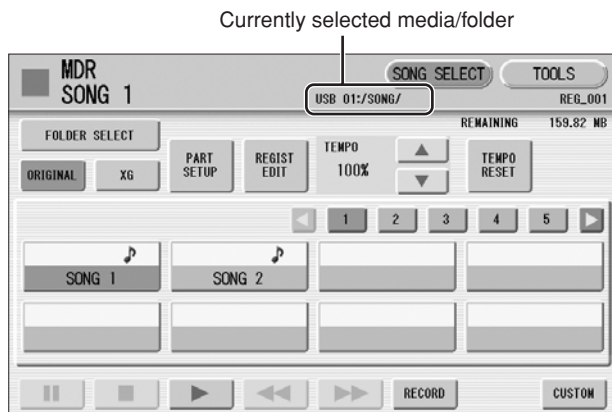 Currently selected media/folder
MDR
SONG 1
SONG SELECT
TOOLS
USB 01:/SONG/
REG_001
REMAINING 159.82 MB
FOLDER SELECT
ORIGINAL
XG
PART
SETUP
REGIST
EDIT
TEMPO
100%
TEMPO
RESET
1 2 3 4 5
SONG 1
SONG 2
RECORD
CUSTOM